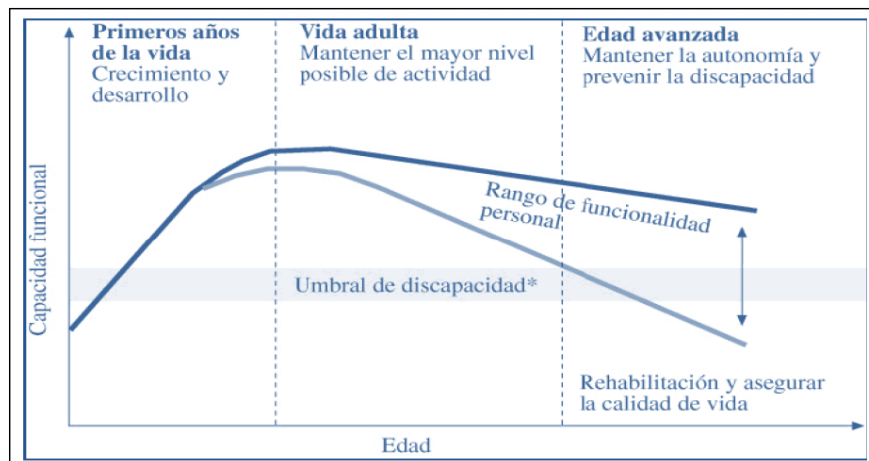 Primeros años
de la vida
Crecimiento y
desarrollo
Vida adulta
Mantener el mayor nivel
posible de actividad
Edad avanzada
Mantener la autonomía y
prevenir la discapacidad
Capacidad funcional
Rango de funcionalidad
personal
Umbral de discapacidad*
Rehabilitación y asegurar
la calidad de vida
Edad